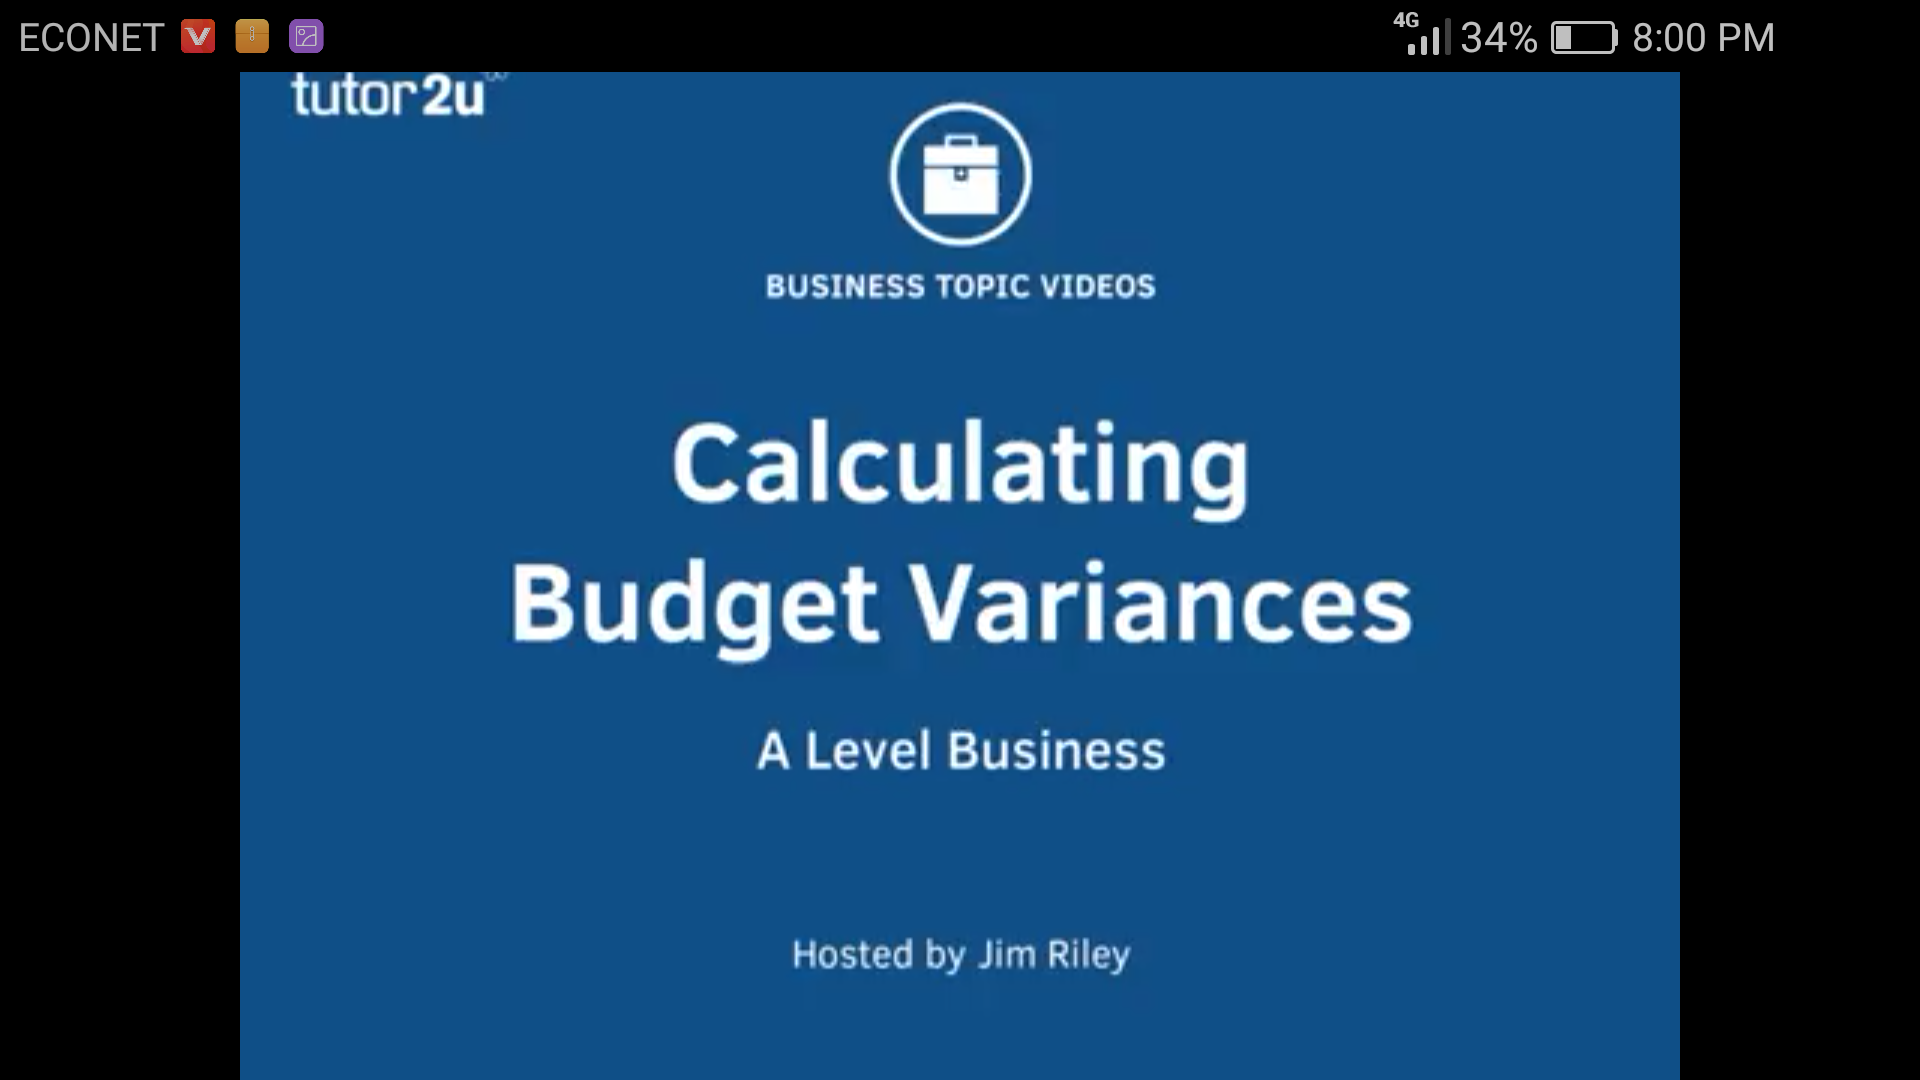 ECONET
4G
34%
8:00 PM
tutor2u
BUSINESS TOPIC VIDEOS
Calculating
Budget Variances
A Level Business
Hosted by Jim Riley